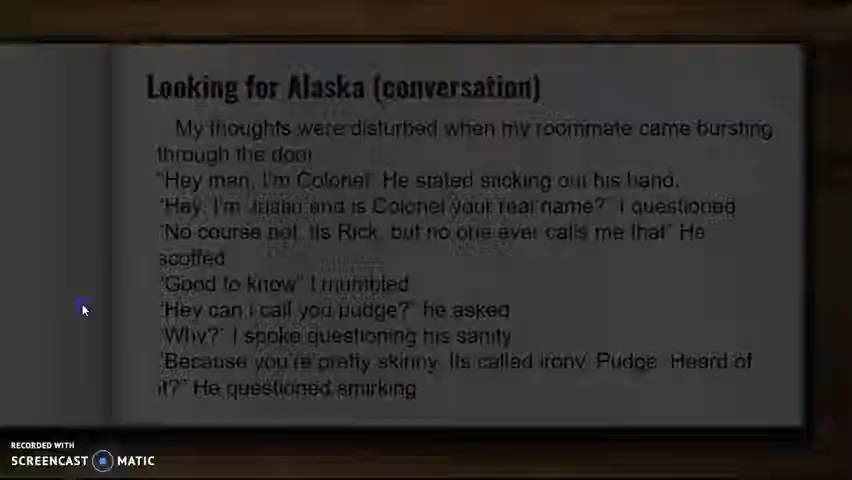 Looking for Alaska (conversation)
My thoughts were disturbed when my roommate came bursting
through the door
"Hey man, I'm Colonel" He stated sticking out his hand.
"Hey, I'm Justin and is Colonel your real name?" I questioned
"No course not. Its Rick, but no one ever calls me that" He
scoffed
"Good to know" I mumbled
"Hey can i call you pudge?" he asked
"Why?" I spoke questioning his sanity
"Because you're pretty skinny. Its called irony, Pudge. Heard of
it?" He questioned smirking
RECORDED WITH
SCREENCAST MATIC